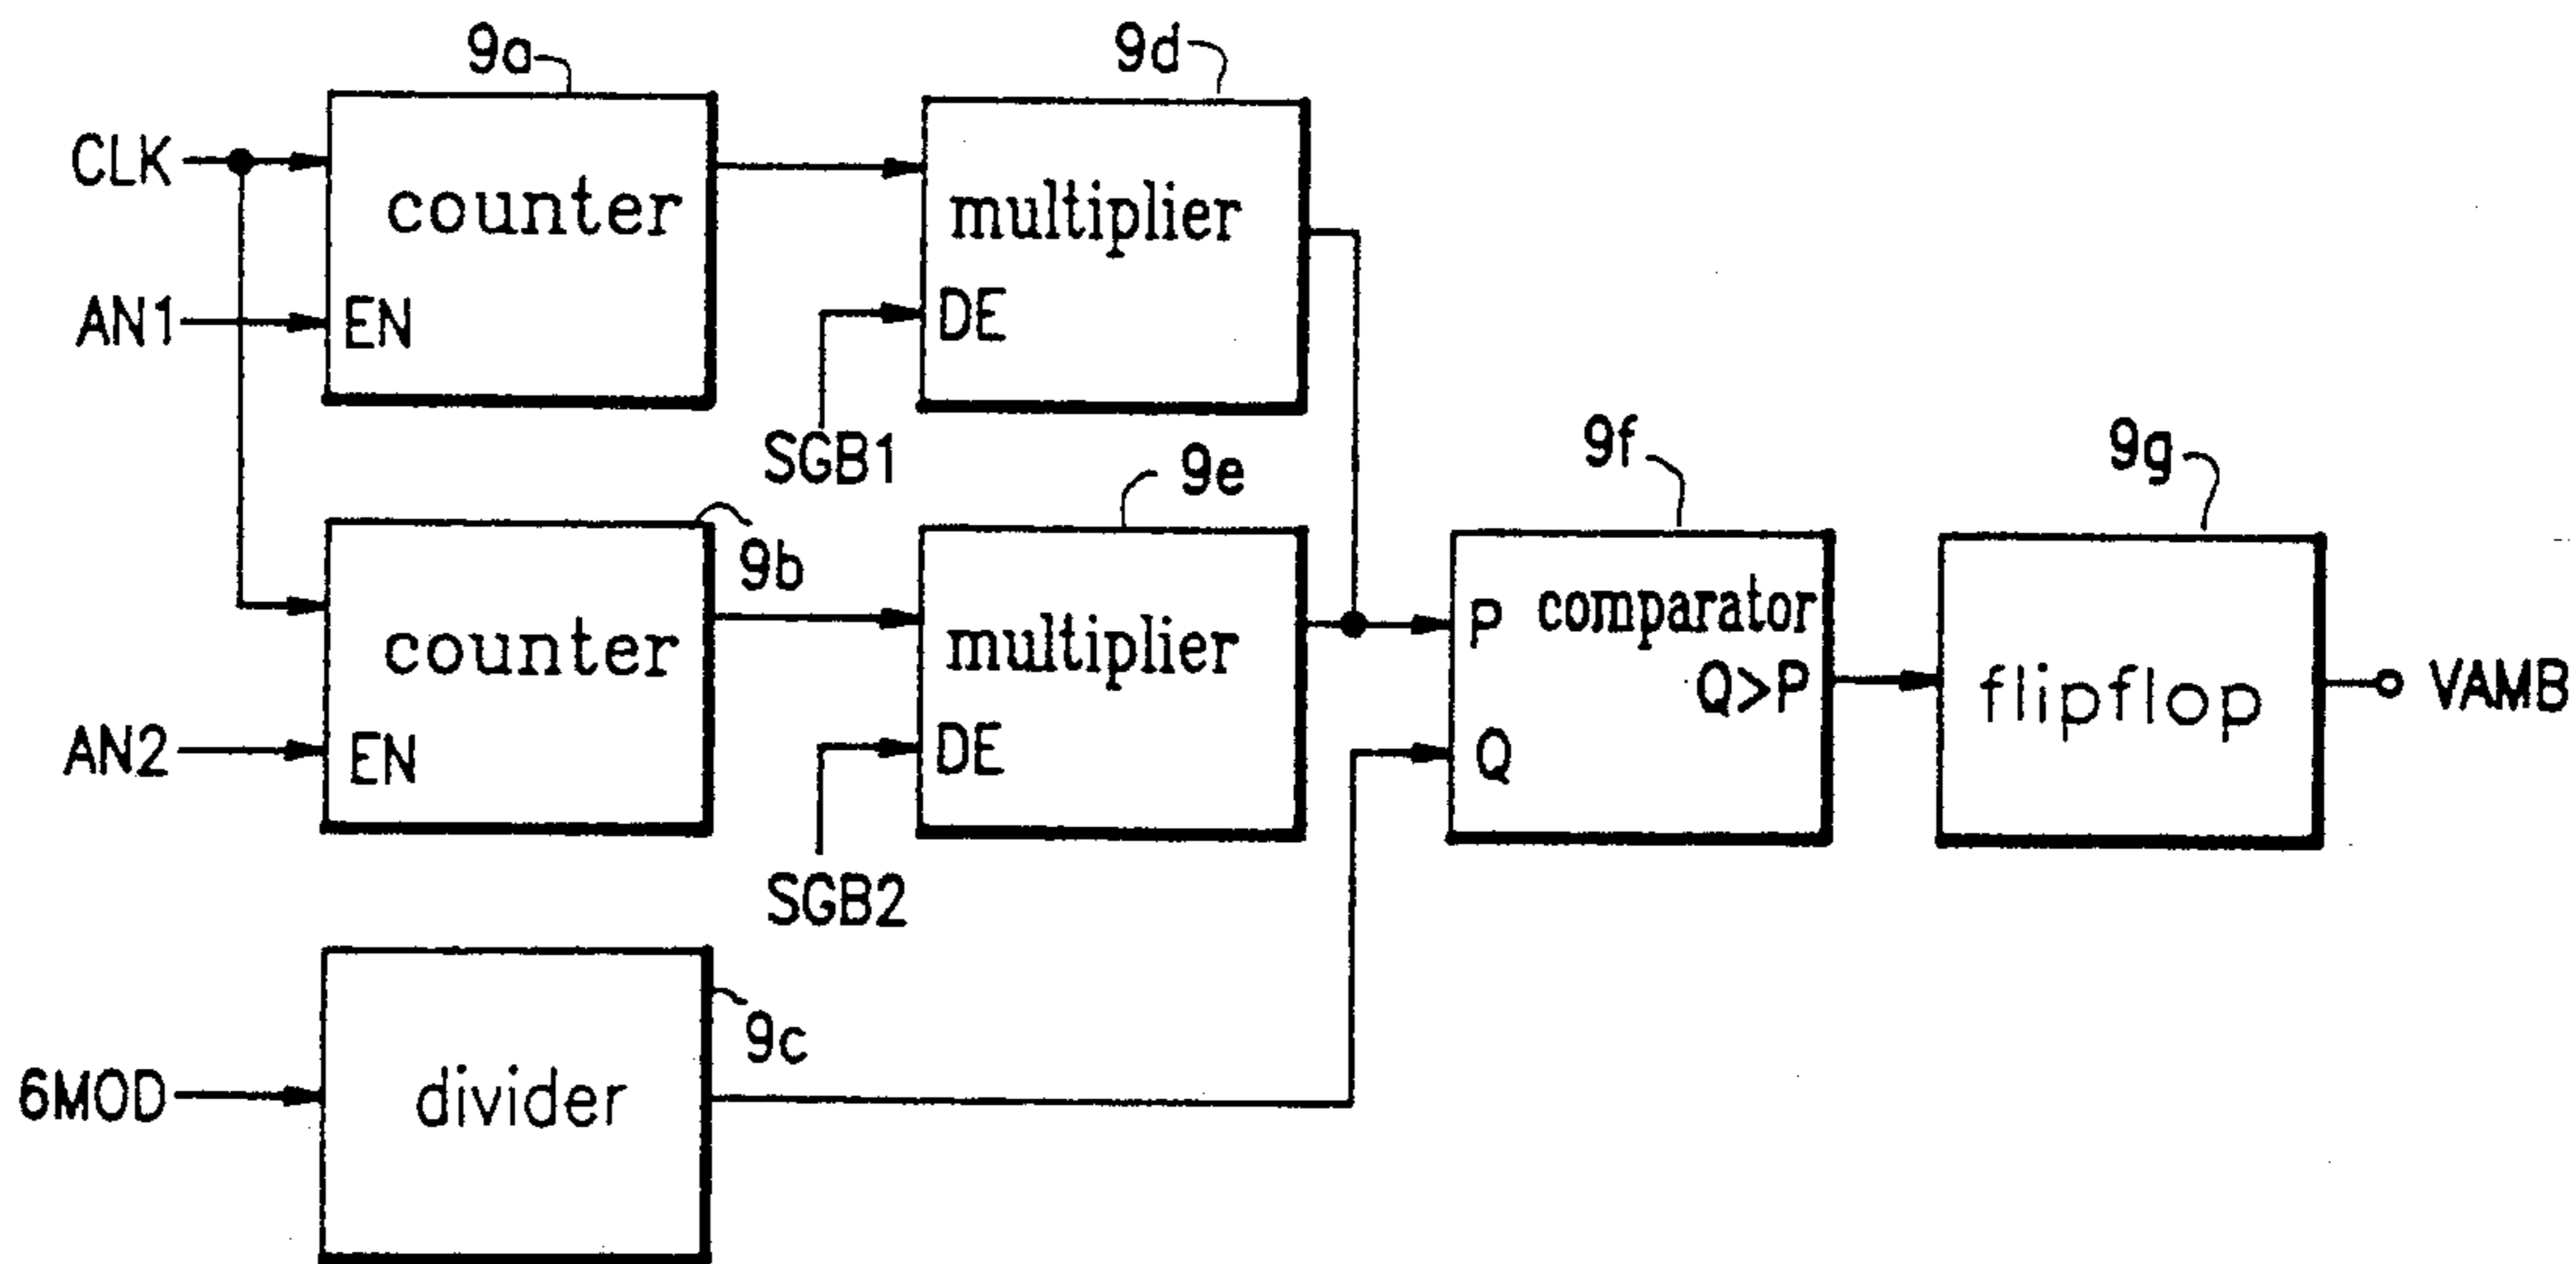 9a
9d
CLK
counter
multiplier
AN1
EN
DE
SGB1
9e
9f
9g
9b
counter
multiplier
P
comparator
Q>P
flipflop
VAMB
AN2
EN
DE
Q
SGB2
9c
6MOD
divider